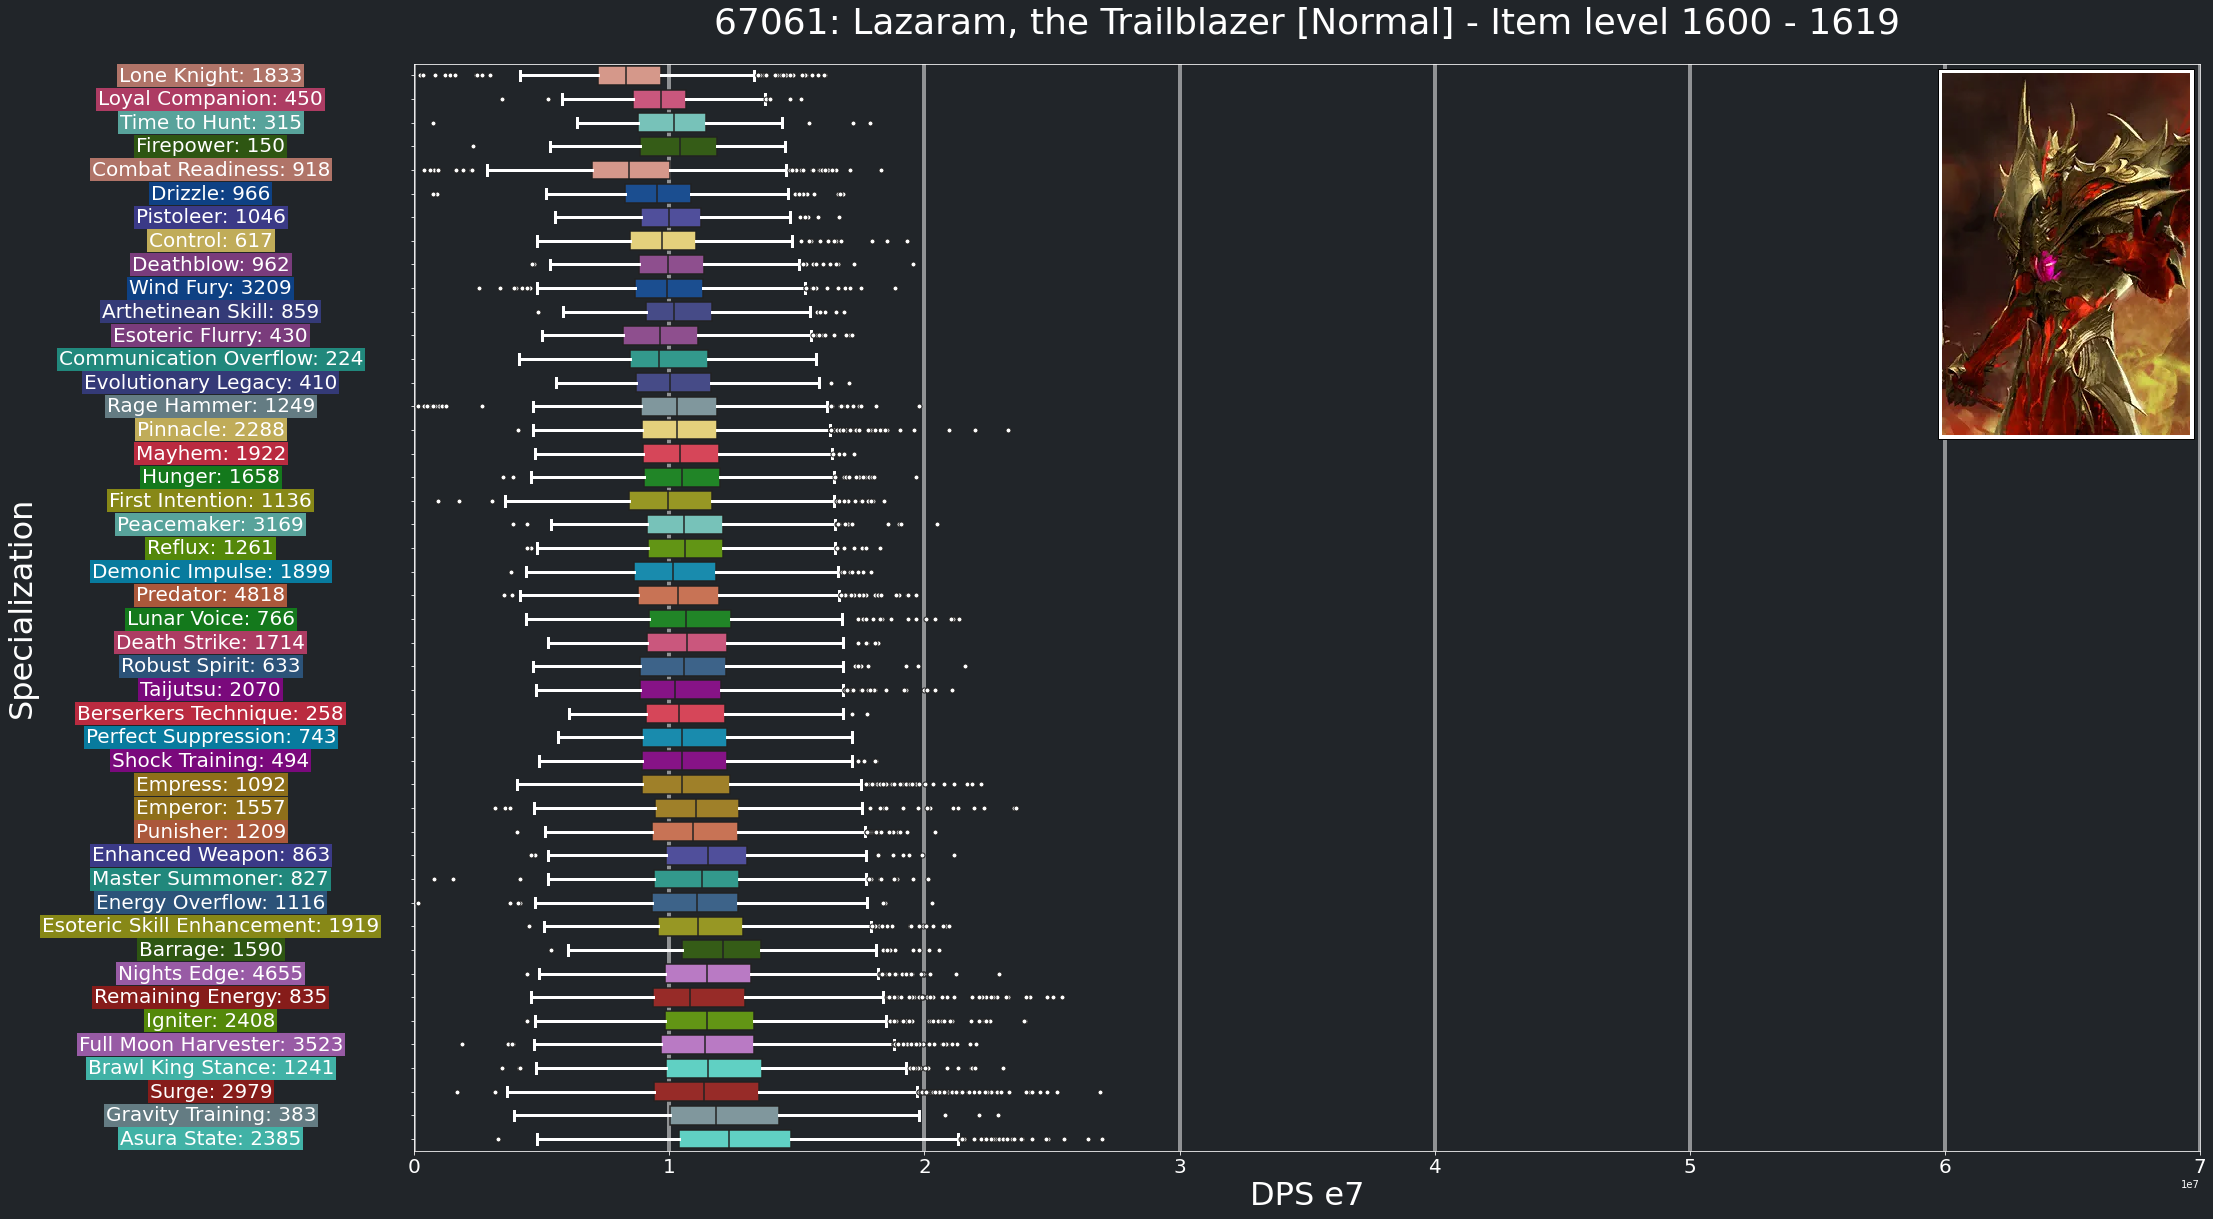 67061: Lazaram, the Trailblazer [Normal] - Item level 1600 - 1619
Lone Knight: 1833
Loyal Companion: 450
Time to Hunt: 315
Firepower: 150
Combat Readiness: 918
Drizzle: 966
Pistoleer: 1046
Control: 617
Deathblow: 962
Wind Fury: 3209
Arthetinean Skill: 859
Esoteric Flurry: 430
Communication Overflow: 224
Evolutionary Legacy: 410
Rage Hammer: 1249
Pinnacle: 2288
Mayhem: 1922
Hunger: 1658
First Intention: 1136
Peacemaker: 3169
Reflux: 1261
Demonic Impulse: 1899
Predator: 4818
Lunar Voice: 766
Death Strike: 1714
Robust Spirit: 633
Taijutsu: 2070
Berserkers Technique: 258
Perfect Suppression: 743
Shock Training: 494
Empress: 1092
Emperor: 1557
Punisher: 1209
Enhanced Weapon: 863
Master Summoner: 827
Energy Overflow: 1116
Esoteric Skill Enhancement: 1919
Barrage: 1590
Nights Edge: 4655
Remaining Energy: 835
Igniter: 2408
Full Moon Harvester: 3523
Brawl King Stance: 1241
Surge: 2979
Gravity Training: 383
Asura State: 2385
Specialization
0 1 2 3 4 5 6 7
1e7
DPS e7